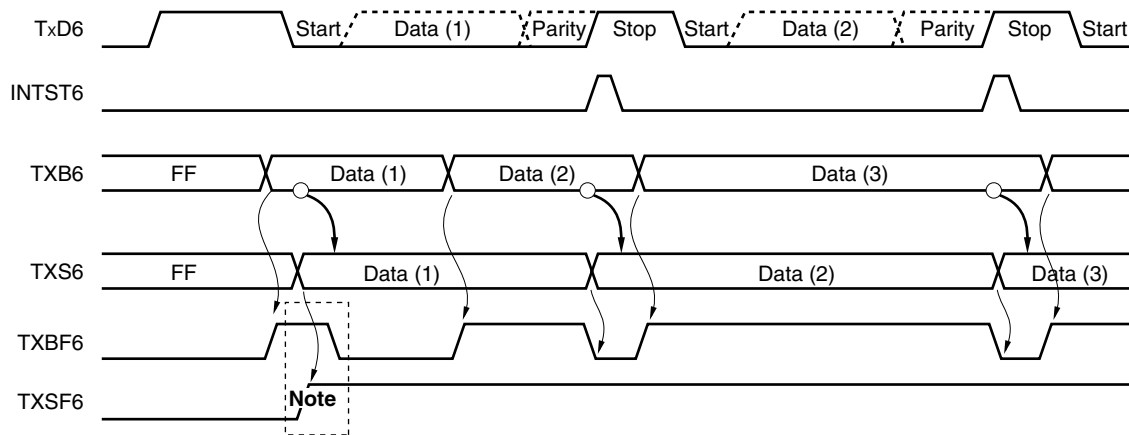 TxD6 Start Data (1) Parity Stop Start Data (2) Parity Stop Start
INTST6
TXB6 FF Data (1) Data (2) Data (3)
TXS6 FF Data (1) Data (2) Data (3)
TXBF6
TXSF6 Note